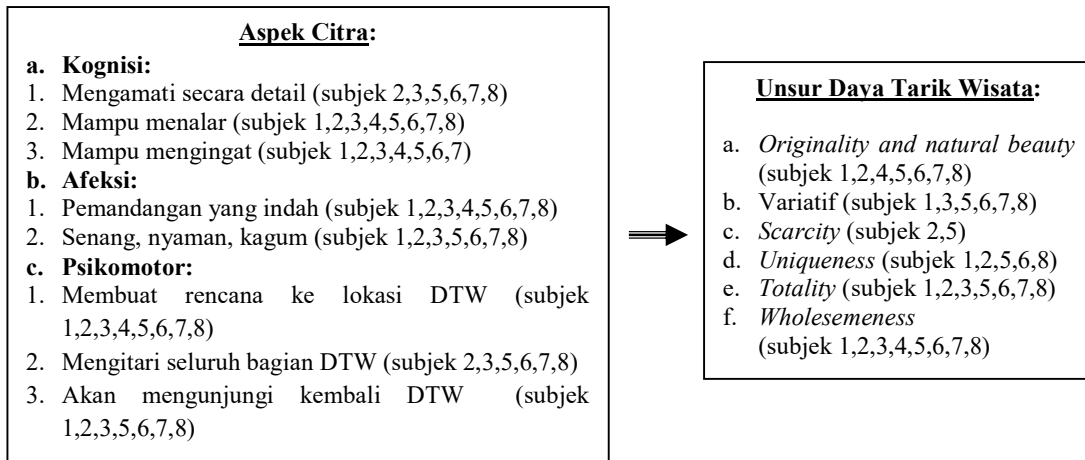 Aspek Citra:
a. Kognisi:
1. Mengamati secara detail (subjek 2,3,5,6,7,8)
2. Mampu menalar (subjek 1,2,3,4,5,6,7,8)
3. Mampu mengingat (subjek 1,2,3,4,5,6,7)
b. Afeksi:
1. Pemandangan yang indah (subjek 1,2,3,4,5,6,7,8)
2. Senang, nyaman, kagum (subjek 1,2,3,5,6,7,8)
c. Psikomotor:
1. Membuat rencana ke lokasi DTW (subjek
1,2,3,4,5,6,7,8)
2. Mengitari seluruh bagian DTW (subjek 2,3,5,6,7,8)
3. Akan mengunjungi kembali DTW (subjek
1,2,3,5,6,7,8)
Unsur Daya Tarik Wisata:
a. Originality and natural beauty
(subjek 1,2,4,5,6,7,8)
b. Variatif (subjek 1,3,5,6,7,8)
c. Scarcity (subjek 2,5)
d. Uniqueness (subjek 1,2,5,6,8)
e. Totality (subjek 1,2,3,5,6,7,8)
f. Wholesemeness
(subjek 1,2,3,4,5,6,7,8)